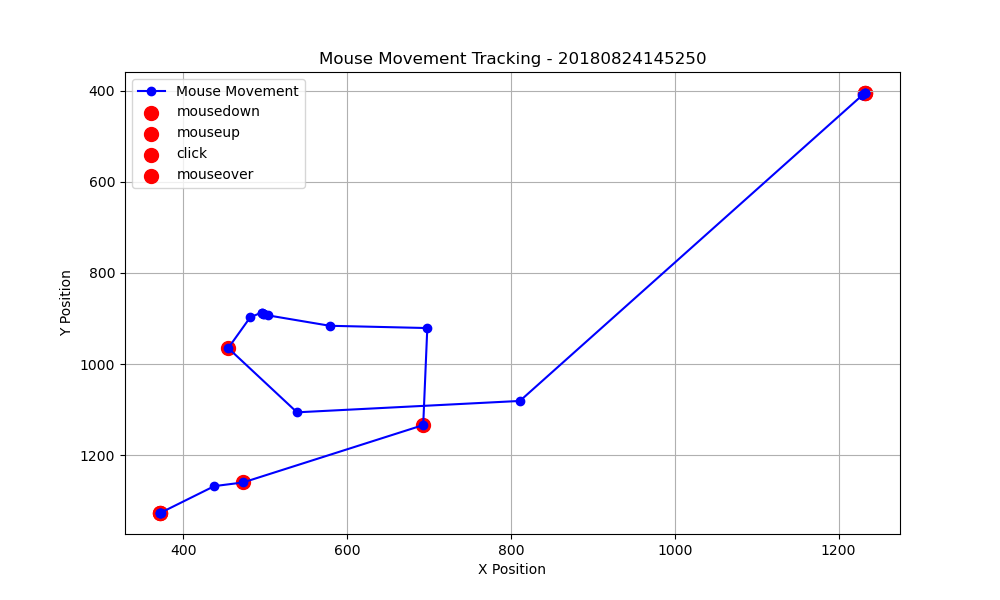 Mouse Movement Tracking - 20180824145250
Mouse Movement
mousedown
mouseup
click
mouseover
400
600
800
1000
1200
Y Position
400
600
800
1000
1200
X Position